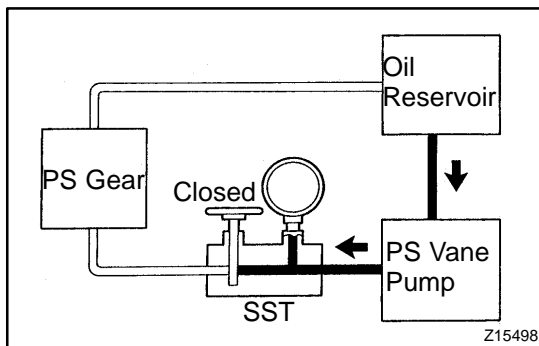 Oil
Reservoir
PS Gear
Closed
PS Vane
Pump
SST
Z15498